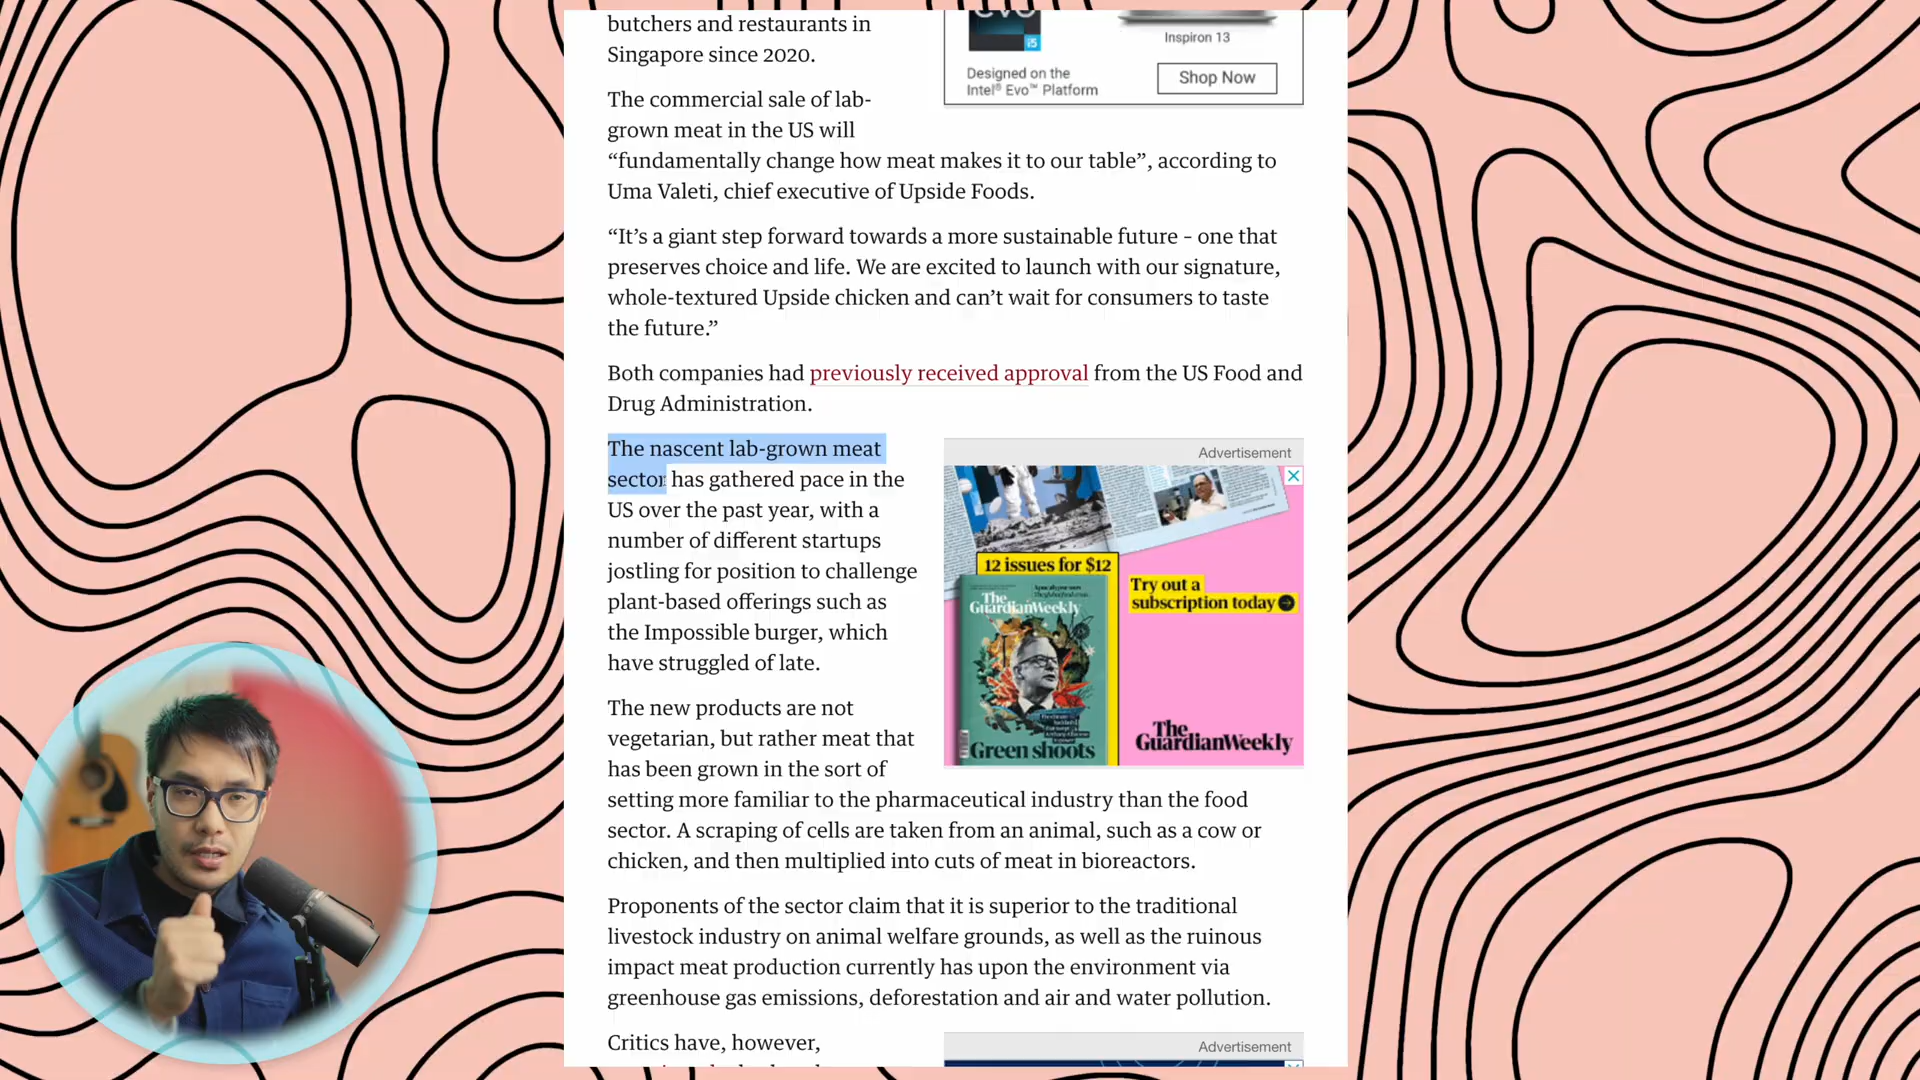 butchers and restaurants in
Singapore since 2020.
evo
i5
Inspiron 13
Designed on the
Intel® Evo™ Platform
Shop Now
The commercial sale of lab-
grown meat in the US will
“fundamentally change how meat makes it to our table”, according to
Uma Valeti, chief executive of Upside Foods.
“It’s a giant step forward towards a more sustainable future – one that
preserves choice and life. We are excited to launch with our signature,
whole-textured Upside chicken and can’t wait for consumers to taste
the future.”
Both companies had previously received approval from the US Food and
Drug Administration.
The nascent lab-grown meat
sector has gathered pace in the
US over the past year, with a
number of different startups
jostling for position to challenge
plant-based offerings such as
the Impossible burger, which
have struggled of late.
Advertisement
12 issues for $12
The
GuardianWeekly
Green shoots
Try out a
subscription today
The
GuardianWeekly
The new products are not
vegetarian, but rather meat that
has been grown in the sort of
setting more familiar to the pharmaceutical industry than the food
sector. A scraping of cells are taken from an animal, such as a cow or
chicken, and then multiplied into cuts of meat in bioreactors.
Proponents of the sector claim that it is superior to the traditional
livestock industry on animal welfare grounds, as well as the ruinous
impact meat production currently has upon the environment via
greenhouse gas emissions, deforestation and air and water pollution.
Critics have, however,
Advertisement